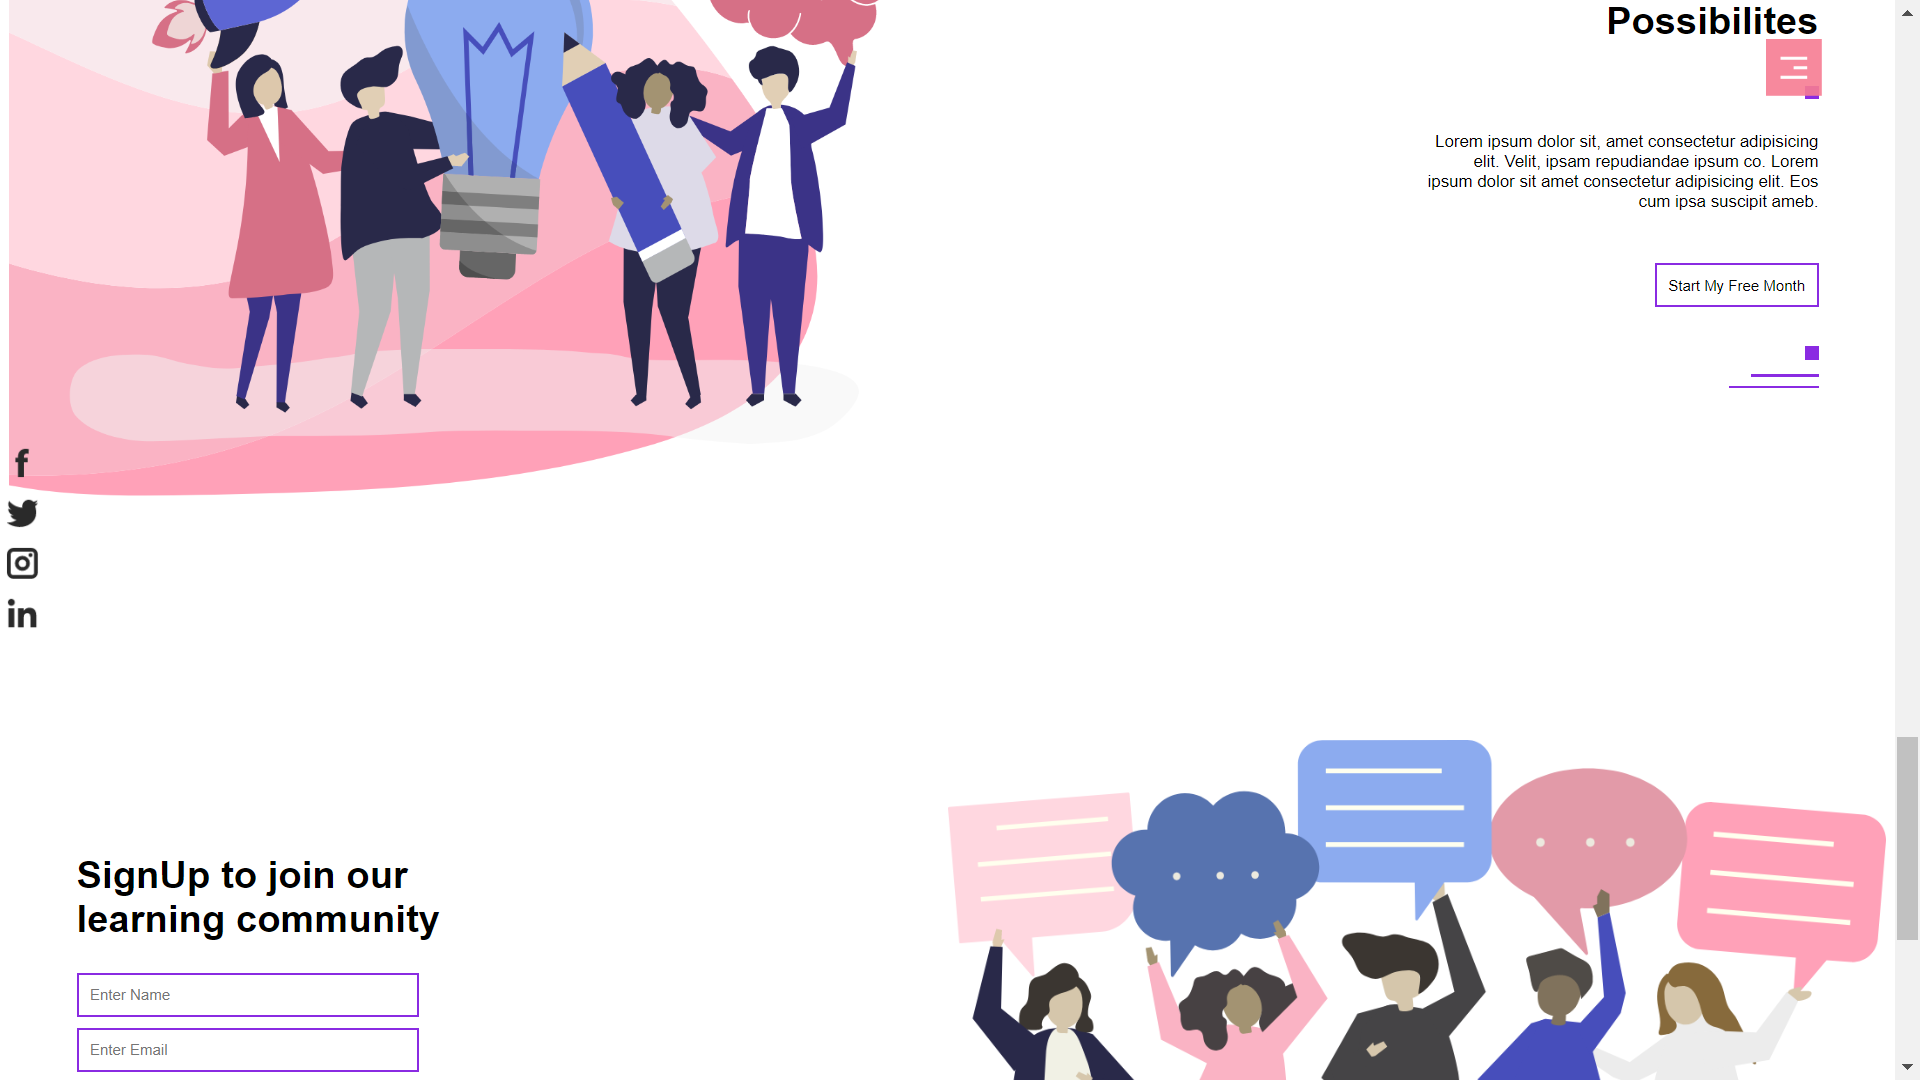 Possibilites
Lorem ipsum dolor sit, amet consectetur adipisicing
elit. Velit, ipsam repudiandae ipsum co. Lorem
ipsum dolor sit amet consectetur adipisicing elit. Eos
cum ipsa suscipit ameb.
Start My Free Month
SignUp to join our
learning community
Enter Name
Enter Email